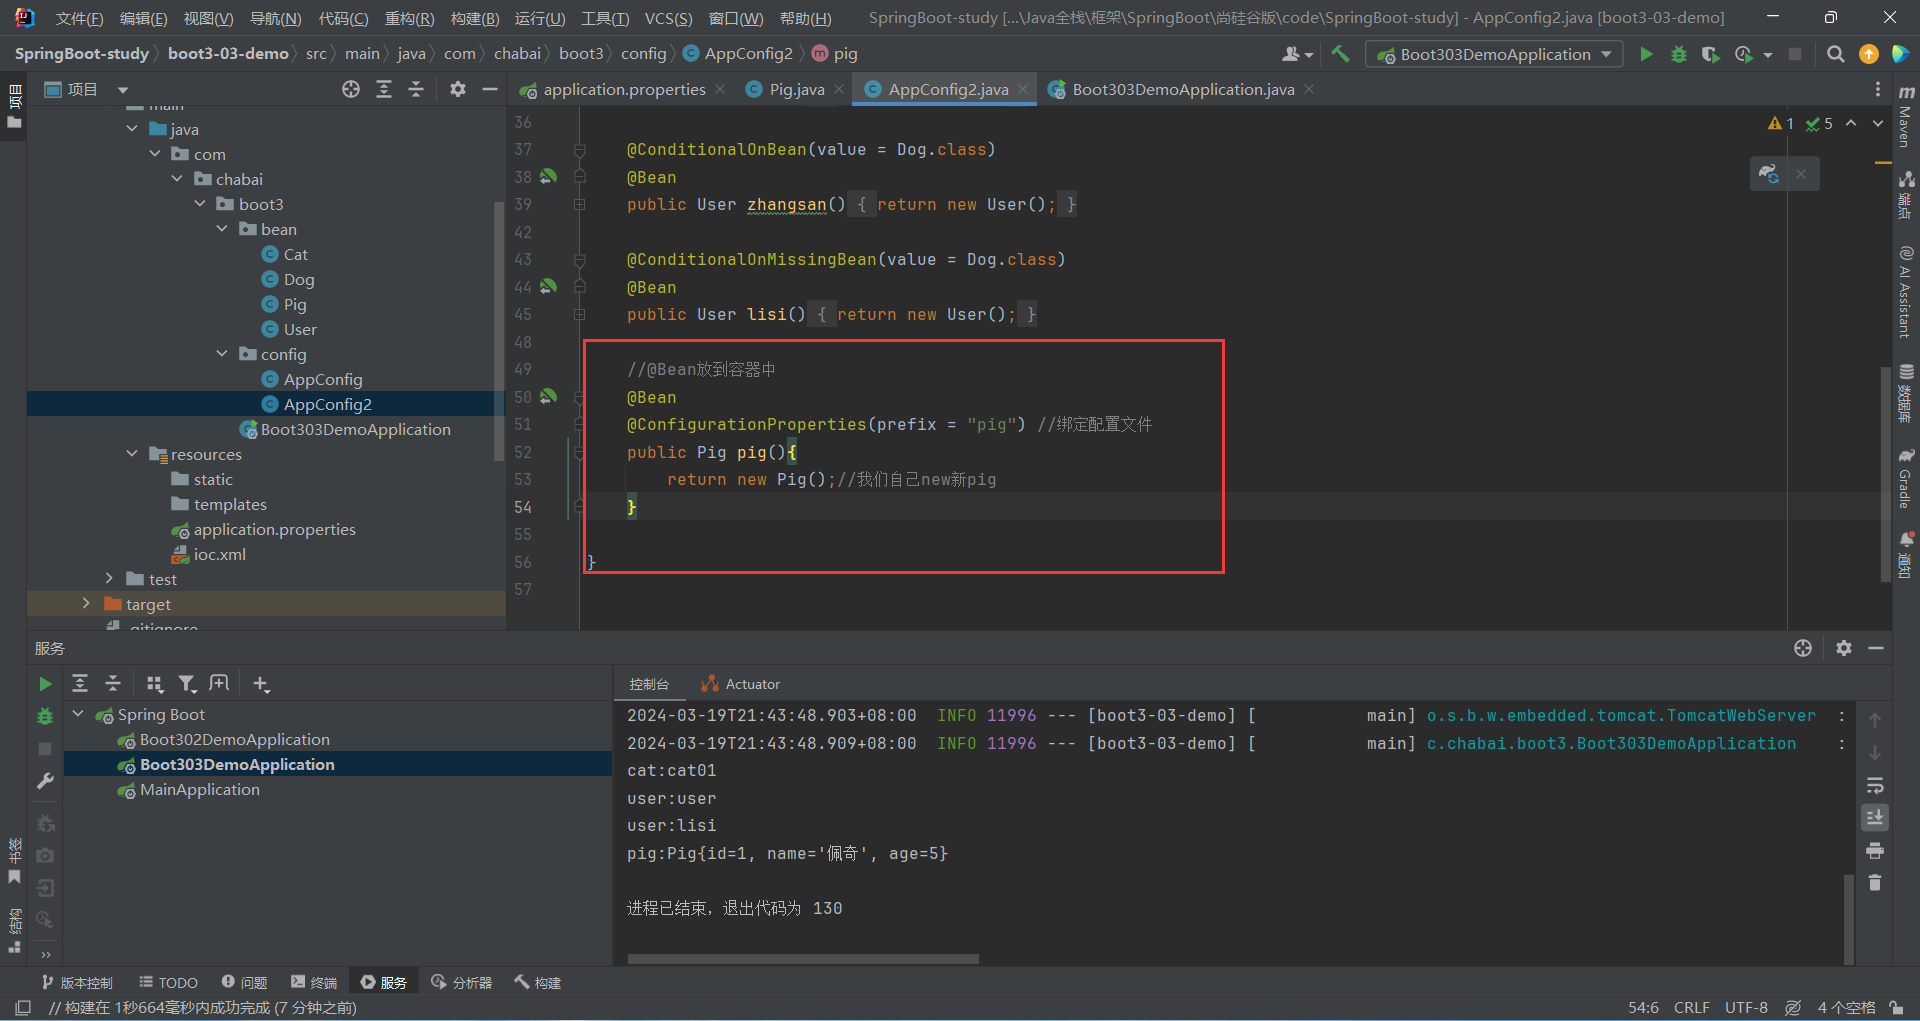 文件(F) 编辑(E) 视图(V) 导航(N) 代码(C) 重构(R) 构建(B) 运行(U) 工具(T) VCS(S) 窗口(W) 帮助(H) SpringBoot-study [...\Java全栈\框架\SpringBoot\尚硅谷版\code\SpringBoot-study] - AppConfig2.java [boot3-03-demo]
SpringBoot-study boot3-03-demo src main java com chabai boot3 config AppConfig2 pig Boot303DemoApplication
项目
application.properties Pig.java AppConfig2.java Boot303DemoApplication.java
项目
main
java
com
chabai
boot3
bean
Cat
Dog
Pig
User
config
AppConfig
AppConfig2
Boot303DemoApplication
resources
static
templates
application.properties
ioc.xml
test
target
.gitignore
1 5
36
37 @ConditionalOnBean(value = Dog.class)
38 @Bean
39 public User zhangsan() { return new User(); }
42
43 @ConditionalOnMissingBean(value = Dog.class)
44 @Bean
45 public User lisi() { return new User(); }
48
49 //@Bean放到容器中
50 @Bean
51 @ConfigurationProperties(prefix = "pig") //绑定配置文件
52 public Pig pig(){
53 return new Pig();//我们自己new新pig
54 }
55
56 }
57
Maven
端点
AI Assistant
数据库
Gradle
通知
服务
控制台 Actuator
Spring Boot
Boot302DemoApplication
Boot303DemoApplication
MainApplication
2024-03-19T21:43:48.903+08:00 INFO 11996 --- [boot3-03-demo] [ main] o.s.b.w.embedded.tomcat.TomcatWebServer :
2024-03-19T21:43:48.909+08:00 INFO 11996 --- [boot3-03-demo] [ main] c.chabai.boot3.Boot303DemoApplication :
cat:cat01
user:user
user:lisi
pig:Pig{id=1, name='佩奇', age=5}
进程已结束，退出代码为 130
书签
结构
版本控制 TODO 问题 终端 服务 分析器 构建
// 构建在 1秒664毫秒内成功完成 (7 分钟之前) 54:6 CRLF UTF-8 4 个空格